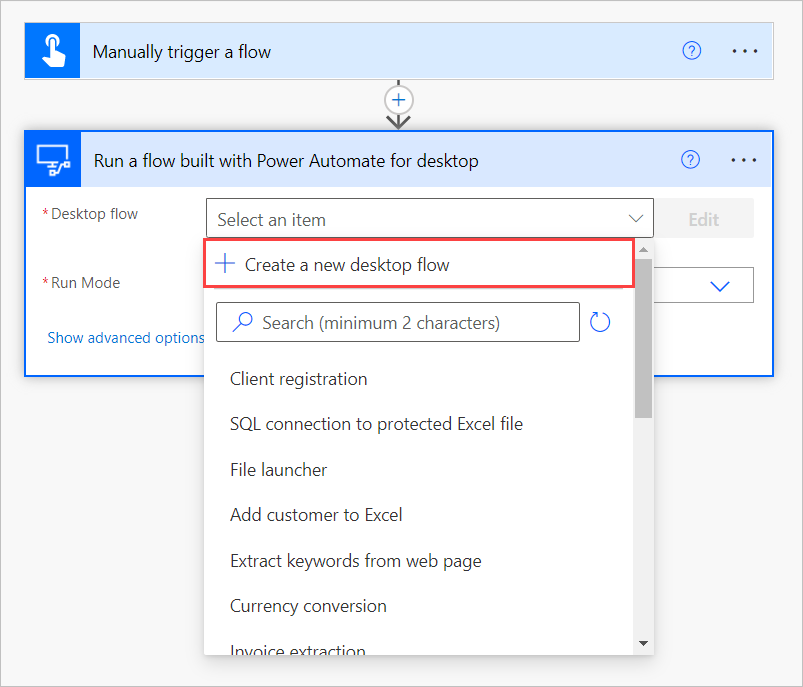 Manually trigger a flow
Run a flow built with Power Automate for desktop
*Desktop flow
Select an item
Edit
+ Create a new desktop flow
*Run Mode
Search (minimum 2 characters)
Show advanced options
Client registration
SQL connection to protected Excel file
File launcher
Add customer to Excel
Extract keywords from web page
Currency conversion
Invoice extraction